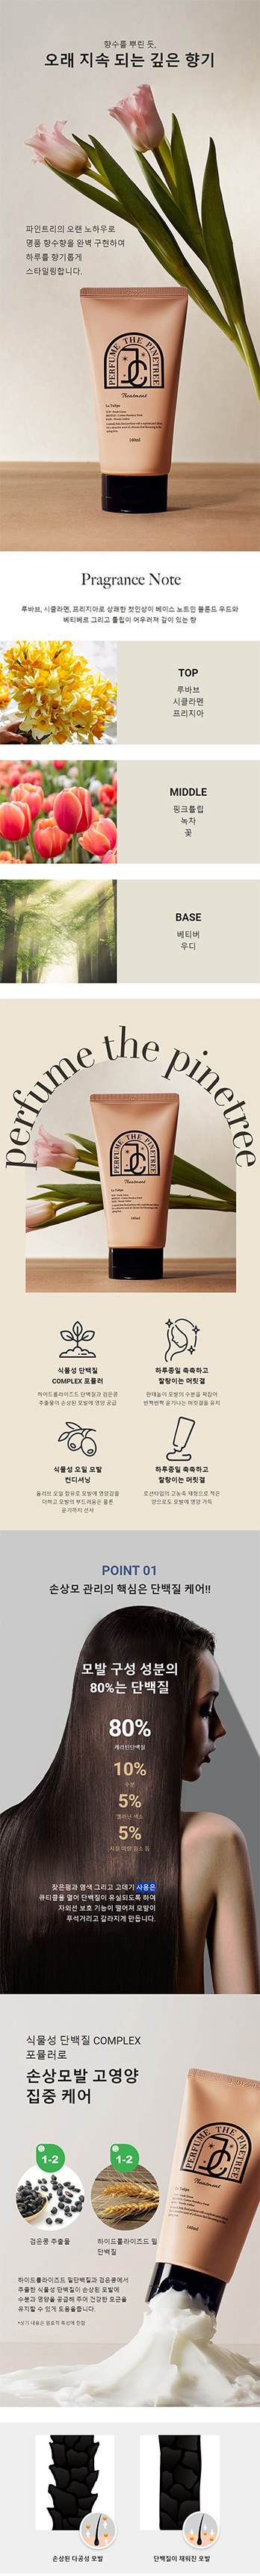 향수를 뿌린 듯,
오래 지속 되는 깊은 향기
파인트리의 오랜 노하우로
명품 향수향을 완벽 구현하여
하루를 향기롭게
스타일링합니다.
PERFUME THE PINETREE
Treatment
La Tulipe
160ml
Pragrance Note
루바브, 시클라멘, 프리지아로 상쾌한 첫인상이 베이스 노트인 블론드 우드와
베티베르 그리고 튤립이 어우러져 깊이 있는 향
TOP
루바브
시클라멘
프리지아
MIDDLE
핑크튤립
녹차
꽃
BASE
베티버
우디
perfume the pinetree
PERFUME THE PINETREE
Treatment
La Tulipe
160ml
식물성 단백질
COMPLEX 포뮬러
하이드롤라이즈드 단백질과 검은콩
추출물이 손상된 모발에 영양 공급
하루종일 촉촉하고
찰랑이는 머릿결
판테놀이 모발의 수분을 꽉잡아
반짝반짝 윤기나는 머릿결을 유지
식물성 오일 모발
컨디셔닝
올리브 오일 함유로 모발에 영양감을
더하고 모발의 부드러움은 물론
윤기까지 선사
하루종일 촉촉하고
찰랑이는 머릿결
로션타입의 고농축 제형으로 적은
양으로도 모발에 영양 가득
POINT 01
손상모 관리의 핵심은 단백질 케어!!
모발 구성 성분의
80%는 단백질
80%
케라틴단백질
10%
수분
5%
멜라닌 색소
5%
잦은펌과 염색 그리고 고데기 사용은
큐티클을 열어 단백질이 유실되도록 하여
자외선 보호 기능이 떨어져 모발이
푸석거리고 갈라지게 만듭니다.
식물성 단백질 COMPLEX
포뮬러로
손상모발 고영양
집중 케어
PERFUME THE PINETREE
Treatment
La Tulipe
160ml
1-2
1-2
검은콩 추출물
하이드롤라이즈드 밀
단백질
하이드롤라이즈드 밀단백질과 검은콩에서
추출한 식물성 단백질이 손상된 모발에
수분과 영양을 공급해 주어 건강한 모근을
유지할 수 있게 도움을줍니다.
*상기 내용은 원료적 특성에 한함
손상된 다공성 모발
단백질이 채워진 모발